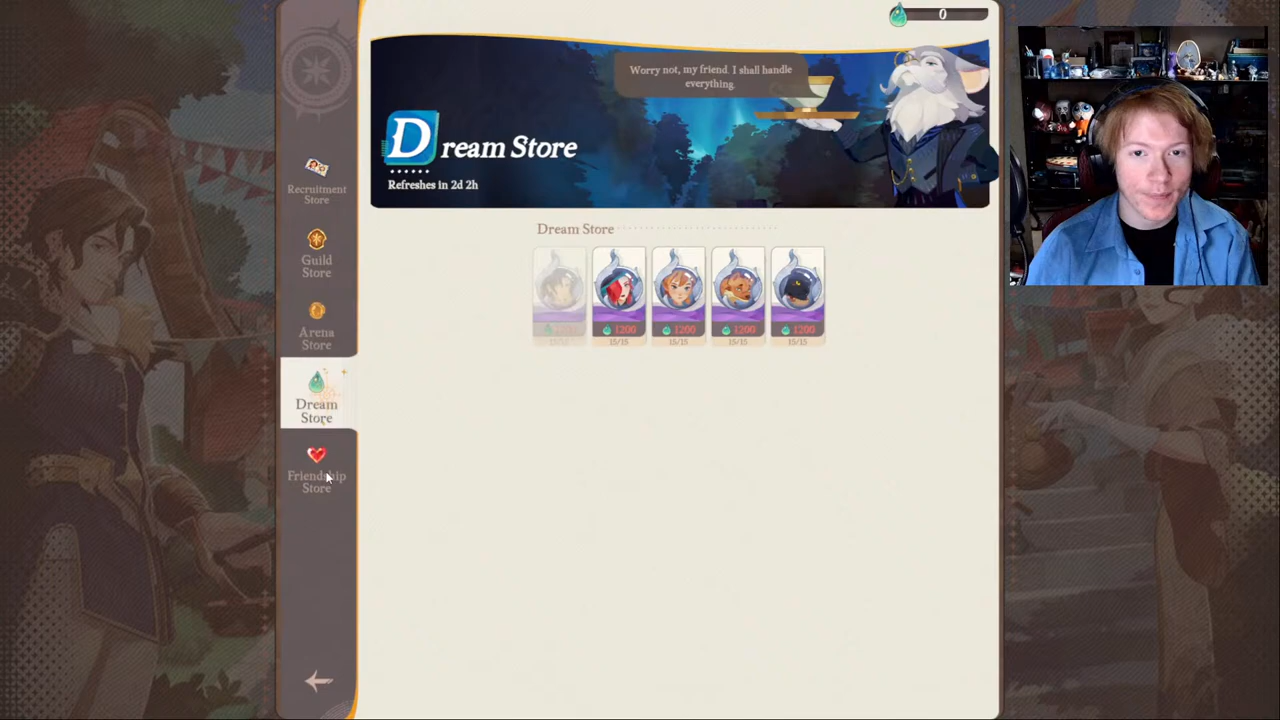 0
Worry not, my friend. I shall handle
everything.
Dream Store
Refreshes in 2d 2h
Recruitment
Store
Guild
Store
Arena
Store
Dream
Store
Friendship
Store
Dream Store
1200 1200 1200 1200
15/15 15/15 15/15 15/15